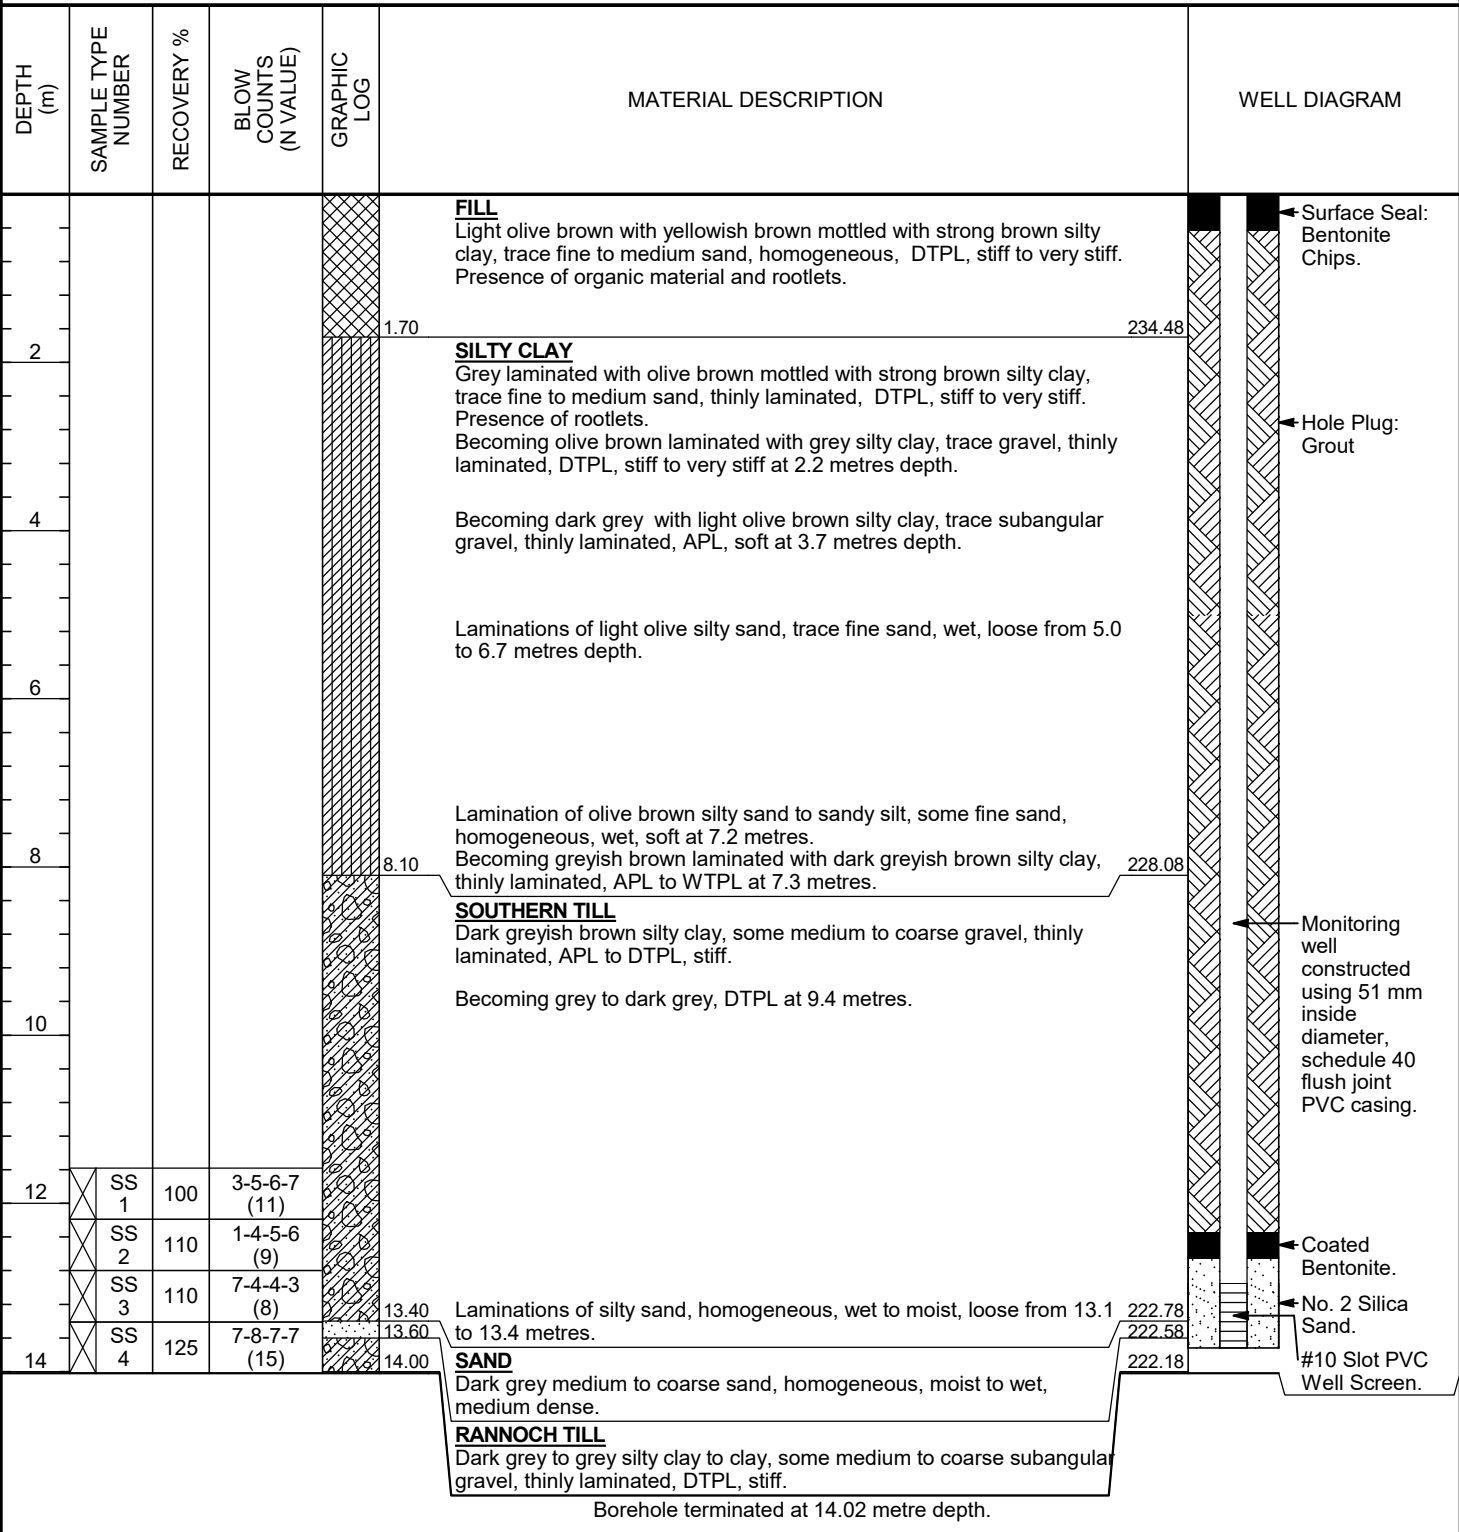 DEPTH
(m)
SAMPLE TYPE
NUMBER
RECOVERY %
BLOW
COUNTS
(N VALUE)
GRAPHIC
LOG
MATERIAL DESCRIPTION
WELL DIAGRAM
FILL
Light olive brown with yellowish brown mottled with strong brown silty
clay, trace fine to medium sand, homogeneous, DTPL, stiff to very stiff.
Presence of organic material and rootlets.
Surface Seal:
Bentonite
Chips.
1.70
234.48
2
SILTY CLAY
Grey laminated with olive brown mottled with strong brown silty clay,
trace fine to medium sand, thinly laminated, DTPL, stiff to very stiff.
Presence of rootlets.
Becoming olive brown laminated with grey silty clay, trace gravel, thinly
laminated, DTPL, stiff to very stiff at 2.2 metres depth.
Hole Plug:
Grout
4
Becoming dark grey with light olive brown silty clay, trace subangular
gravel, thinly laminated, APL, soft at 3.7 metres depth.
Laminations of light olive silty sand, trace fine sand, wet, loose from 5.0
to 6.7 metres depth.
6
Lamination of olive brown silty sand to sandy silt, some fine sand,
homogeneous, wet, soft at 7.2 metres.
Becoming greyish brown laminated with dark greyish brown silty clay,
thinly laminated, APL to WTPL at 7.3 metres.
8
8.10
228.08
SOUTHERN TILL
Dark greyish brown silty clay, some medium to coarse gravel, thinly
laminated, APL to DTPL, stiff.
Becoming grey to dark grey, DTPL at 9.4 metres.
Monitoring
well
constructed
using 51 mm
inside
diameter,
schedule 40
flush joint
PVC casing.
10
12
SS
1
100
3-5-6-7
(11)
SS
2
110
1-4-5-6
(9)
Coated
Bentonite.
SS
3
110
7-4-4-3
(8)
13.40
Laminations of silty sand, homogeneous, wet to moist, loose from 13.1
to 13.4 metres.
222.78
No. 2 Silica
Sand.
13.60
222.58
14
SS
4
125
7-8-7-7
(15)
14.00
222.18
#10 Slot PVC
Well Screen.
SAND
Dark grey medium to coarse sand, homogeneous, moist to wet,
medium dense.
RANNOCH TILL
Dark grey to grey silty clay to clay, some medium to coarse subangular
gravel, thinly laminated, DTPL, stiff.
Borehole terminated at 14.02 metre depth.